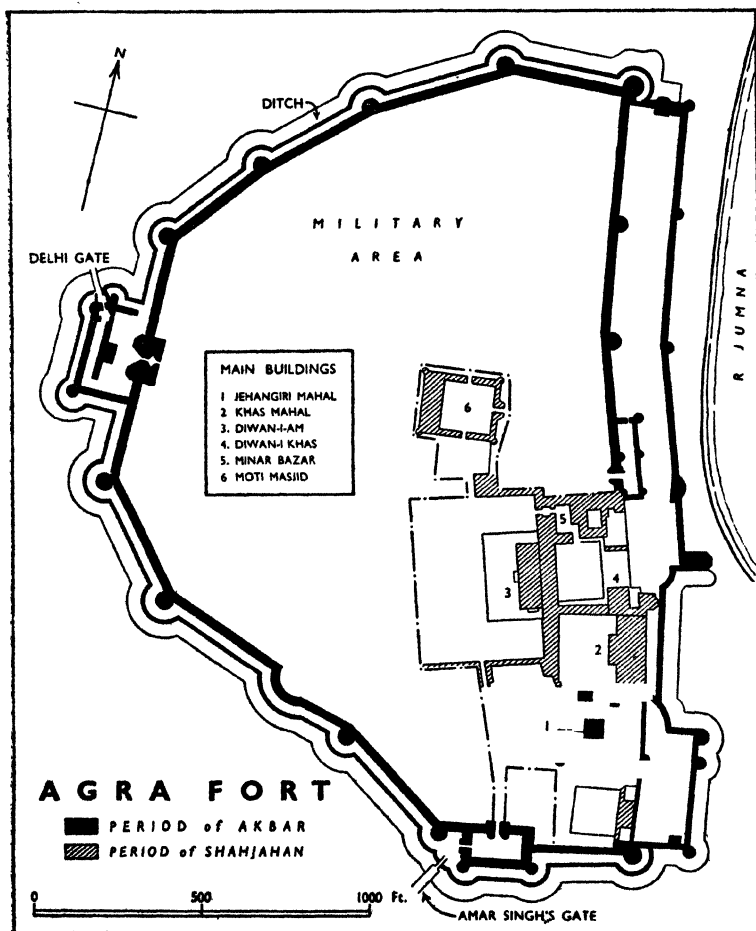 N
DITCH
MILITARY
AREA
DELHI GATE
R JUMNA
MAIN BUILDINGS
1 JEHANGIRI MAHAL
2 KHAS MAHAL
3. DIWAN-I-AM
4. DIWAN-I KHAS
5. MINAR BAZAR
6 MOTI MASJID
6
5
4
3
2
1
AGRA FORT
PERIOD of AKBAR
PERIOD of SHAHJAHAN
0 500 1000 Ft.
AMAR SINGH'S GATE